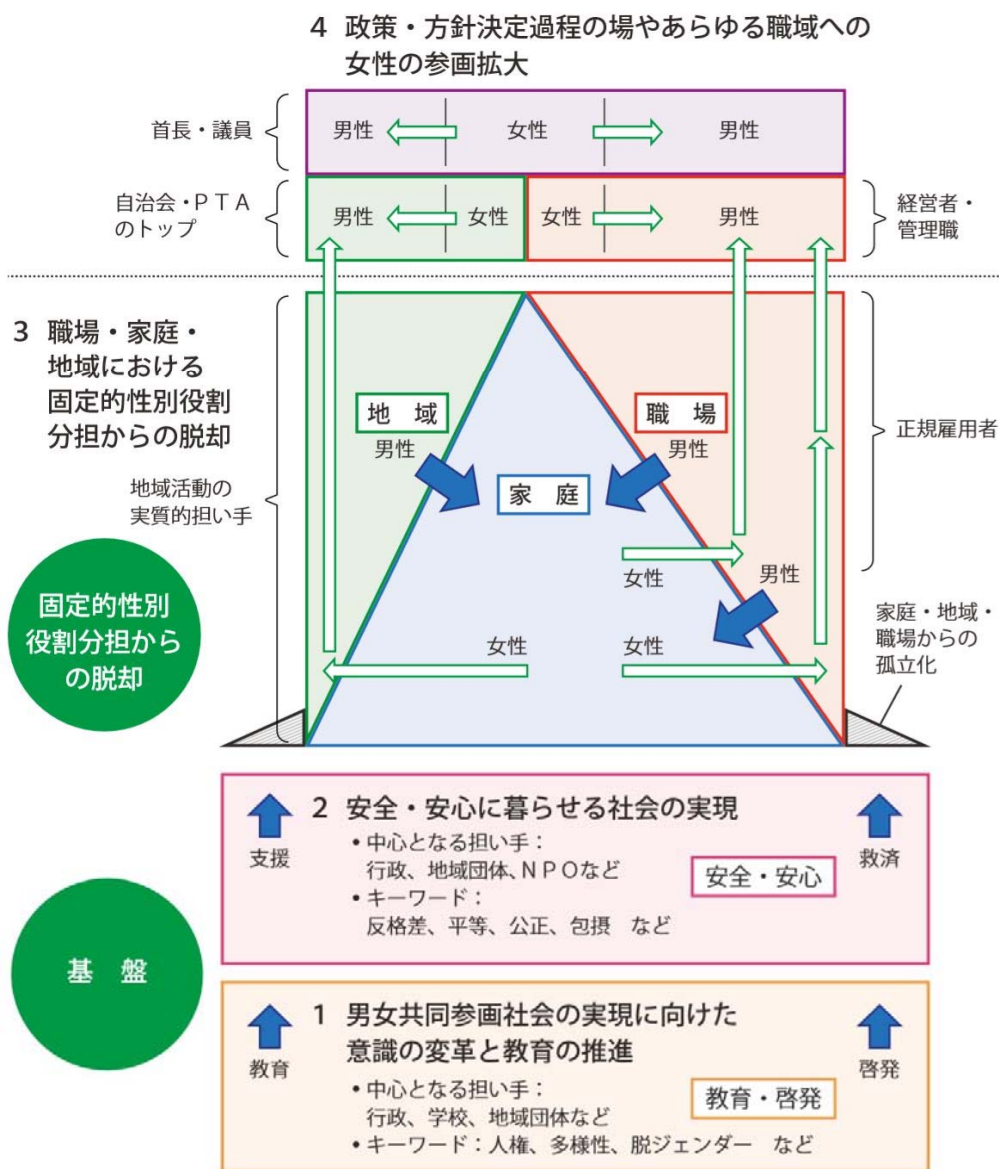 4 政策・方針決定過程の場やあらゆる職域への
女性の参画拡大
首長・議員
男性
女性
男性
自治会・PTA
のトップ
男性
女性
女性
男性
経営者・
管理職
3 職場・家庭・
地域における
固定的性別役割
分担からの脱却
地域活動の
実質的担い手
地 域
男性
職 場
男性
家 庭
正規雇用者
女性
男性
女性
女性
家庭・地域・
職場からの
孤立化
固定的性別
役割分担から
の脱却
2 安全・安心に暮らせる社会の実現
• 中心となる担い手：
行政、地域団体、NPOなど
• キーワード：
反格差、平等、公正、包摂 など
支援
救済
安全・安心
基 盤
1 男女共同参画社会の実現に向けた
意識の変革と教育の推進
• 中心となる担い手：
行政、学校、地域団体など
• キーワード：人権、多様性、脱ジェンダー など
教育
啓発
教育・啓発